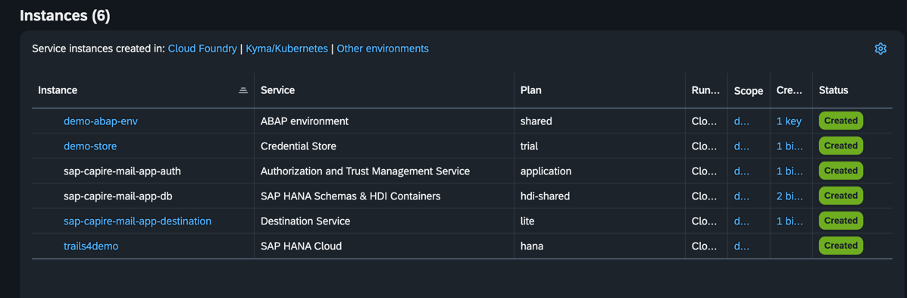 Instances (6)
Service instances created in: Cloud Foundry | Kyma/Kubernetes | Other environments
Instance Service Plan Run... Scope Cre... Status
demo-abap-env ABAP environment shared Clo... d... 1 key Created
demo-store Credential Store trial Clo... d... 1 bi... Created
sap-capire-mail-app-auth Authorization and Trust Management Service application Clo... d... 1 bi... Created
sap-capire-mail-app-db SAP HANA Schemas & HDI Containers hdi-shared Clo... d... 2 bi... Created
sap-capire-mail-app-destination Destination Service lite Clo... d... 1 bi... Created
trails4demo SAP HANA Cloud hana Clo... d... Created